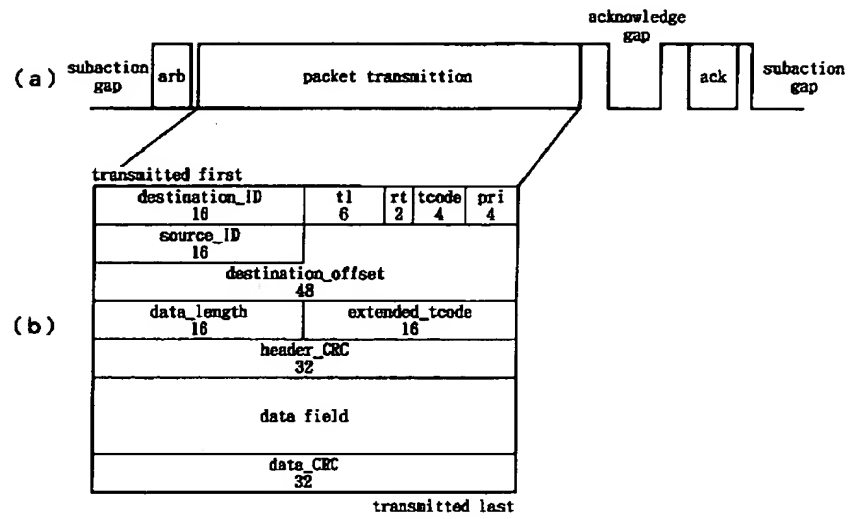 acknowledge
gap
(a)
subaction
gap
arb
packet transmittion
ack
subaction
gap
transmitted first
destination_ID
16
tl
6
rt
2
tcode
4
pri
4
source_ID
16
destination_offset
48
(b)
data_length
16
extended_tcode
16
header_CRC
32
data field
data_CRC
32
transmitted last